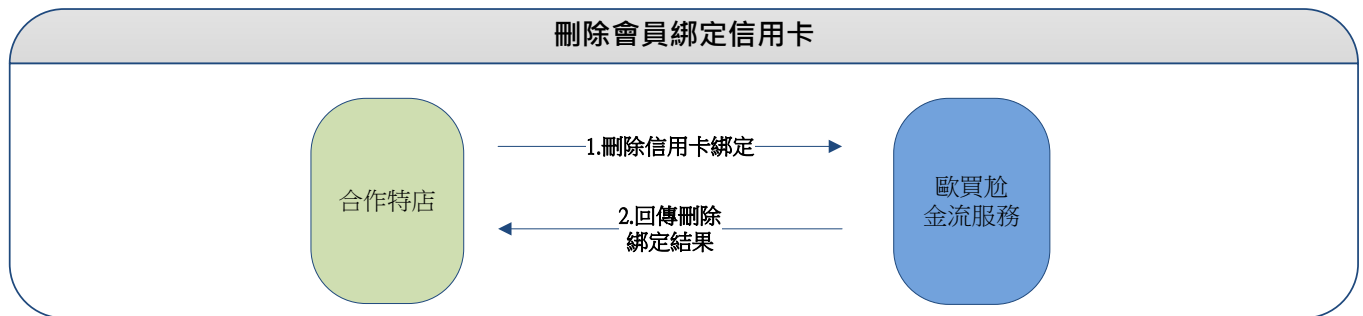 刪除會員綁定信用卡
1.刪除信用卡綁定
合作特店
歐買尬
金流服務
2.回傳刪除
綁定結果